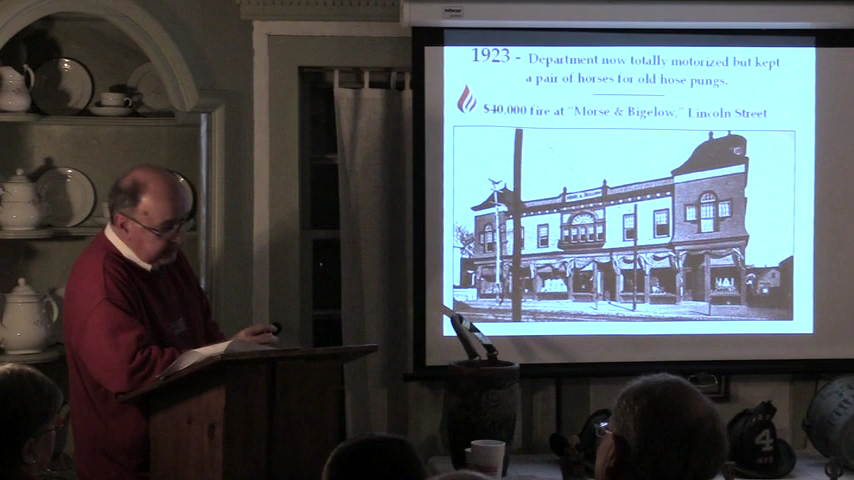 1923 - Department now totally motorized but kept
a pair of horses for old hose pungs.
$40,000 fire at "Morse & Bigelow," Lincoln Street
4